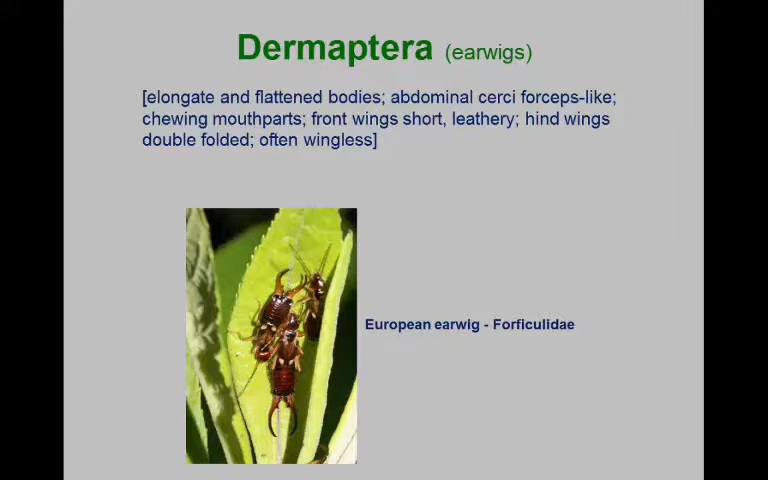 Dermaptera (earwigs)
[elongate and flattened bodies; abdominal cerci forceps-like;
chewing mouthparts; front wings short, leathery; hind wings
double folded; often wingless]
European earwig - Forficulidae